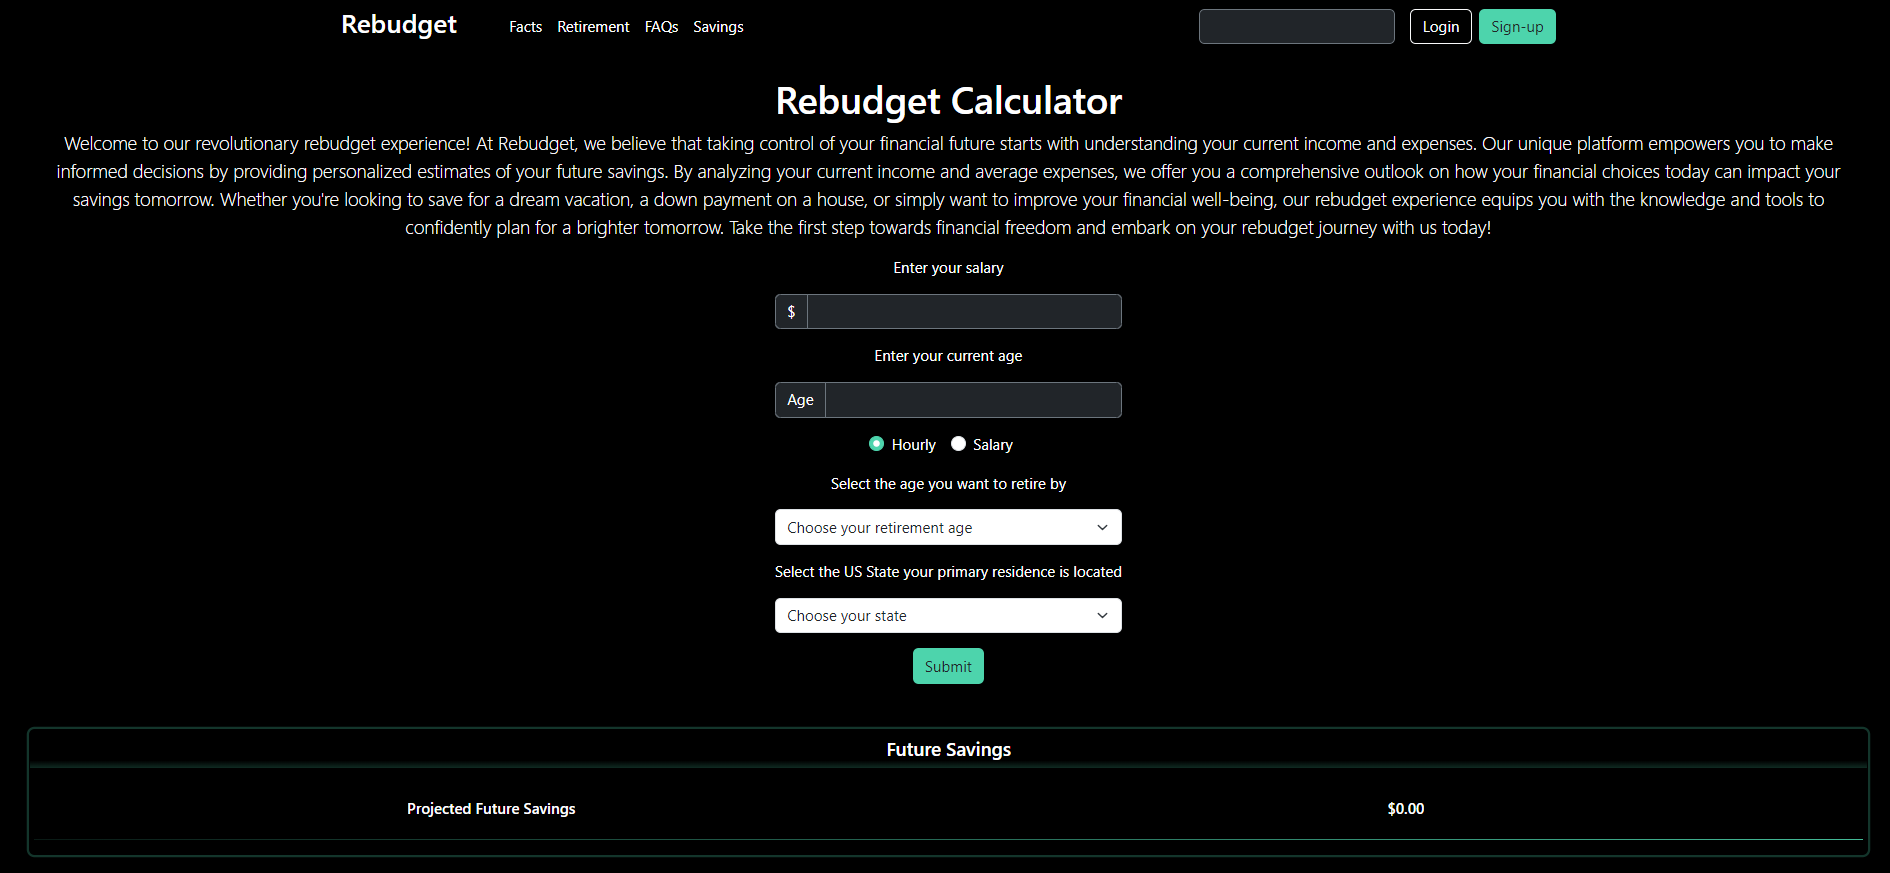 Rebudget
Facts Retirement FAQs Savings
Login Sign-up
Rebudget Calculator
Welcome to our revolutionary rebudget experience! At Rebudget, we believe that taking control of your financial future starts with understanding your current income and expenses. Our unique platform empowers you to make
informed decisions by providing personalized estimates of your future savings. By analyzing your current income and average expenses, we offer you a comprehensive outlook on how your financial choices today can impact your
savings tomorrow. Whether you're looking to save for a dream vacation, a down payment on a house, or simply want to improve your financial well-being, our rebudget experience equips you with the knowledge and tools to
confidently plan for a brighter tomorrow. Take the first step towards financial freedom and embark on your rebudget journey with us today!
Enter your salary
$
Enter your current age
Age
Hourly Salary
Select the age you want to retire by
Choose your retirement age
Select the US State your primary residence is located
Choose your state
Submit
Future Savings
Projected Future Savings $0.00